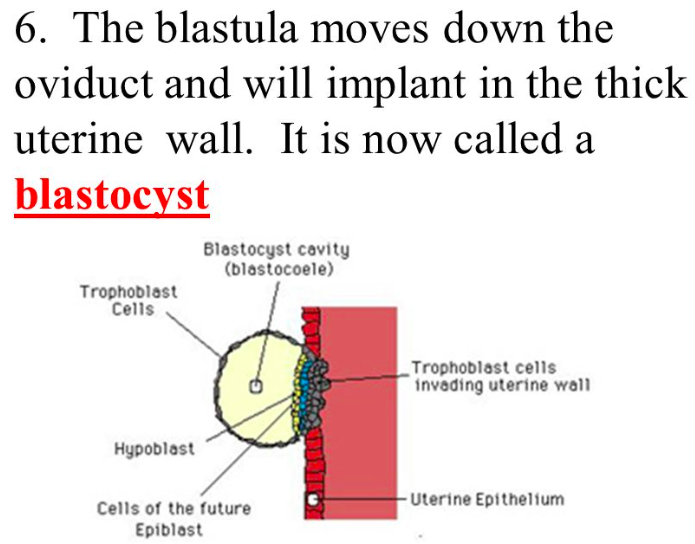 6. The blastula moves down the
oviduct and will implant in the thick
uterine wall. It is now called a
blastocyst
Blastocyst cavity
(blastocoele)
Trophoblast
Cells
Trophoblast cells
invading uterine wall
Hypoblast
Cells of the future
Epiblast
Uterine Epithelium